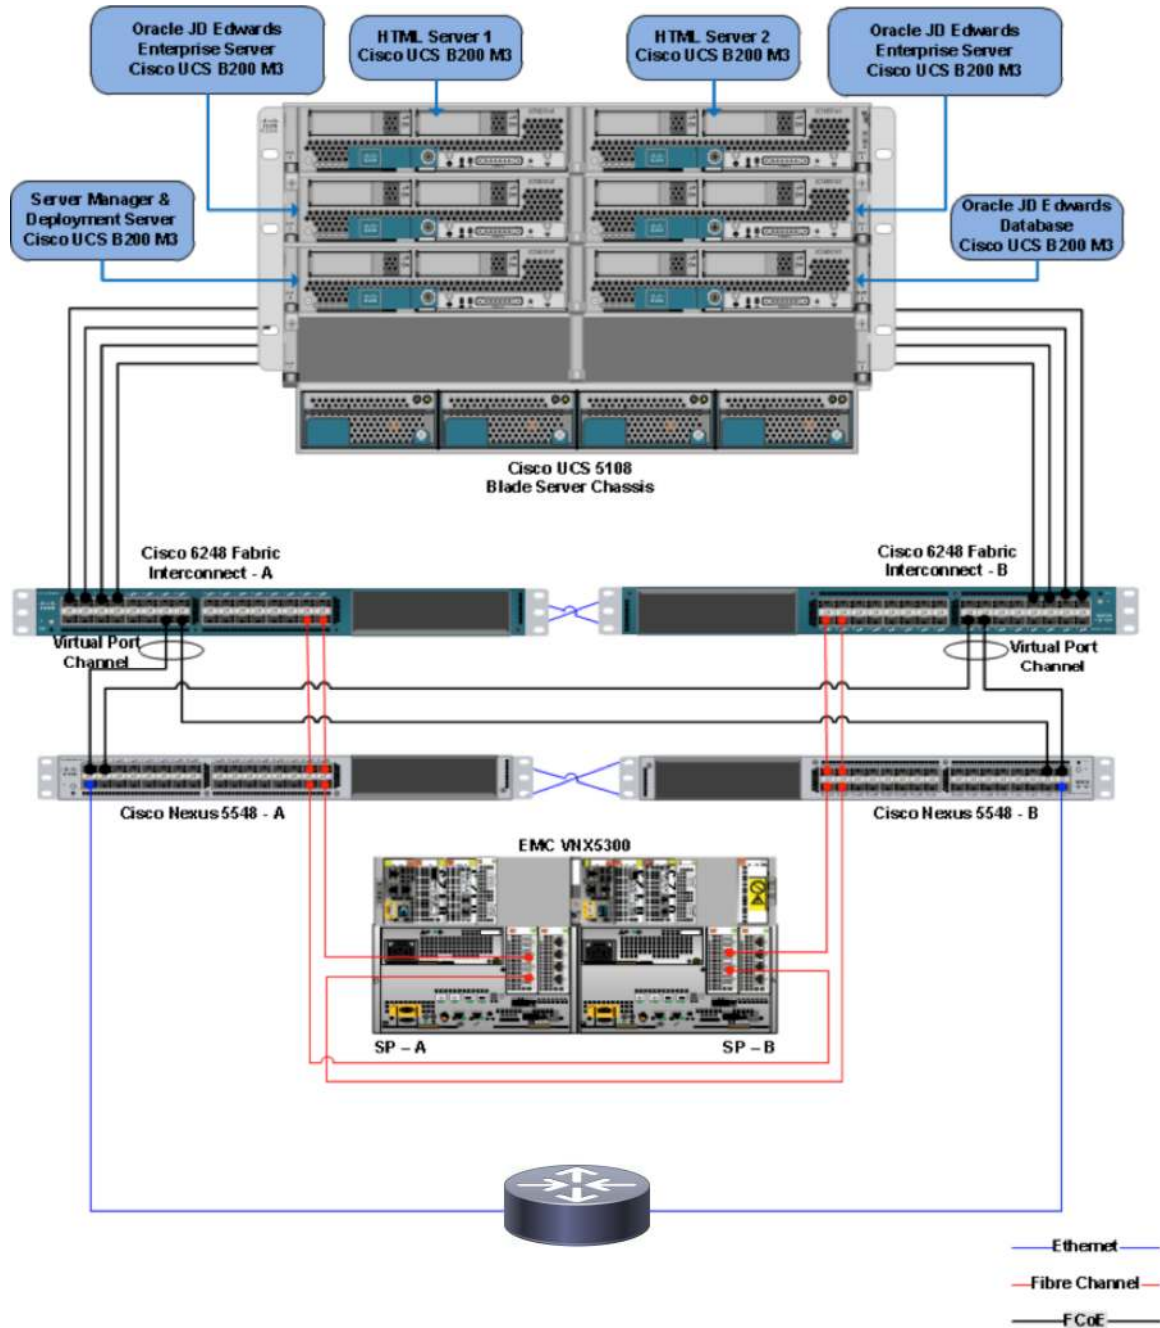 Oracle JD Edwards
Enterprise Server
Cisco UCS B200 M3
HTML Server 1
Cisco UCS B200 M3
HTML Server 2
Cisco UCS B200 M3
Oracle JD Edwards
Enterprise Server
Cisco UCS B200 M3
Server Manager &
Deployment Server
Cisco UCS B200 M3
Oracle JD Edwards
Database
Cisco UCS B200 M3
Cisco UCS 5108
Blade Server Chassis
Cisco 6248 Fabric
Interconnect - A
Cisco 6248 Fabric
Interconnect - B
Virtual Port
Channel
Virtual Port
Channel
Cisco Nexus 5548 - A
Cisco Nexus 5548 - B
EMC VNX5300
SP – A
SP – B
Ethernet
Fibre Channel
FCoE